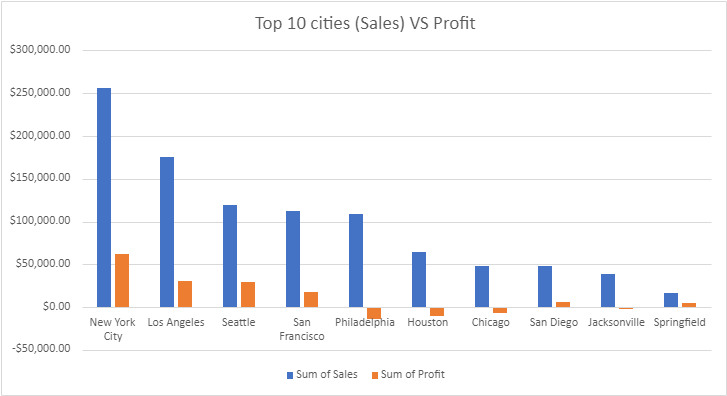 Top 10 cities (Sales) VS Profit
$300,000.00
$250,000.00
$200,000.00
$150,000.00
$100,000.00
$50,000.00
$0.00
-$50,000.00
New York
City
Los Angeles
Seattle
San
Francisco
Philadelphia
Houston
Chicago
San Diego
Jacksonville
Springfield
Sum of Sales
Sum of Profit